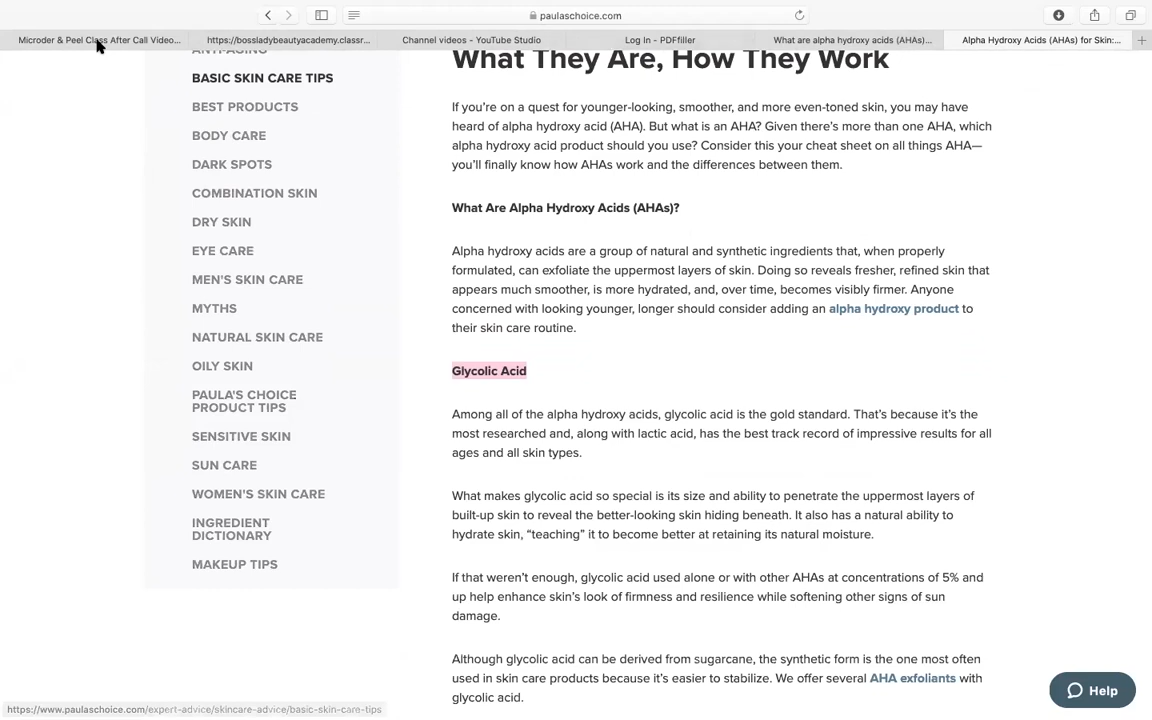 paulaschoice.com
Microder & Peel Class After Call Video...
https://bossladybeautyacademy.classr...
Channel videos - YouTube Studio
Log In - PDFfiller
What are alpha hydroxy acids (AHAs)...
Alpha Hydroxy Acids (AHAs) for Skin:...
ANTI-AGING
BASIC SKIN CARE TIPS
BEST PRODUCTS
BODY CARE
DARK SPOTS
COMBINATION SKIN
DRY SKIN
EYE CARE
MEN'S SKIN CARE
MYTHS
NATURAL SKIN CARE
OILY SKIN
PAULA'S CHOICE
PRODUCT TIPS
SENSITIVE SKIN
SUN CARE
WOMEN'S SKIN CARE
INGREDIENT
DICTIONARY
MAKEUP TIPS
What They Are, How They Work
If you're on a quest for younger-looking, smoother, and more even-toned skin, you may have
heard of alpha hydroxy acid (AHA). But what is an AHA? Given there's more than one AHA, which
alpha hydroxy acid product should you use? Consider this your cheat sheet on all things AHA—
you'll finally know how AHAs work and the differences between them.
What Are Alpha Hydroxy Acids (AHAs)?
Alpha hydroxy acids are a group of natural and synthetic ingredients that, when properly
formulated, can exfoliate the uppermost layers of skin. Doing so reveals fresher, refined skin that
appears much smoother, is more hydrated, and, over time, becomes visibly firmer. Anyone
concerned with looking younger, longer should consider adding an alpha hydroxy product to
their skin care routine.
Glycolic Acid
Among all of the alpha hydroxy acids, glycolic acid is the gold standard. That's because it's the
most researched and, along with lactic acid, has the best track record of impressive results for all
ages and all skin types.
What makes glycolic acid so special is its size and ability to penetrate the uppermost layers of
built-up skin to reveal the better-looking skin hiding beneath. It also has a natural ability to
hydrate skin, “teaching” it to become better at retaining its natural moisture.
If that weren't enough, glycolic acid used alone or with other AHAs at concentrations of 5% and
up help enhance skin's look of firmness and resilience while softening other signs of sun
damage.
Although glycolic acid can be derived from sugarcane, the synthetic form is the one most often
used in skin care products because it's easier to stabilize. We offer several AHA exfoliants with
glycolic acid.
Help
https://www.paulaschoice.com/expert-advice/skincare-advice/basic-skin-care-tips